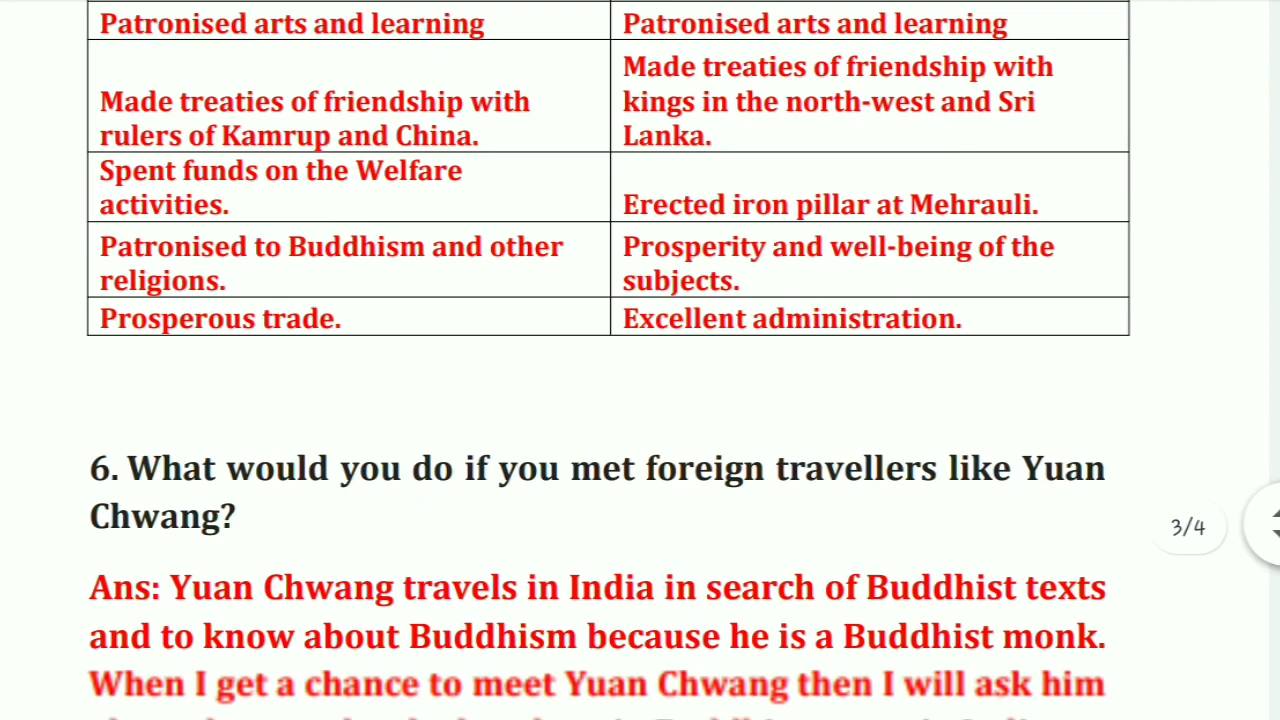 Patronised arts and learning
Patronised arts and learning
Made treaties of friendship with
rulers of Kamrup and China.
Made treaties of friendship with
kings in the north-west and Sri
Lanka.
Spent funds on the Welfare
activities.
Erected iron pillar at Mehrauli.
Patronised to Buddhism and other
religions.
Prosperity and well-being of the
subjects.
Prosperous trade.
Excellent administration.
6. What would you do if you met foreign travellers like Yuan
Chwang?
3/4
Ans: Yuan Chwang travels in India in search of Buddhist texts
and to know about Buddhism because he is a Buddhist monk.
When I get a chance to meet Yuan Chwang then I will ask him